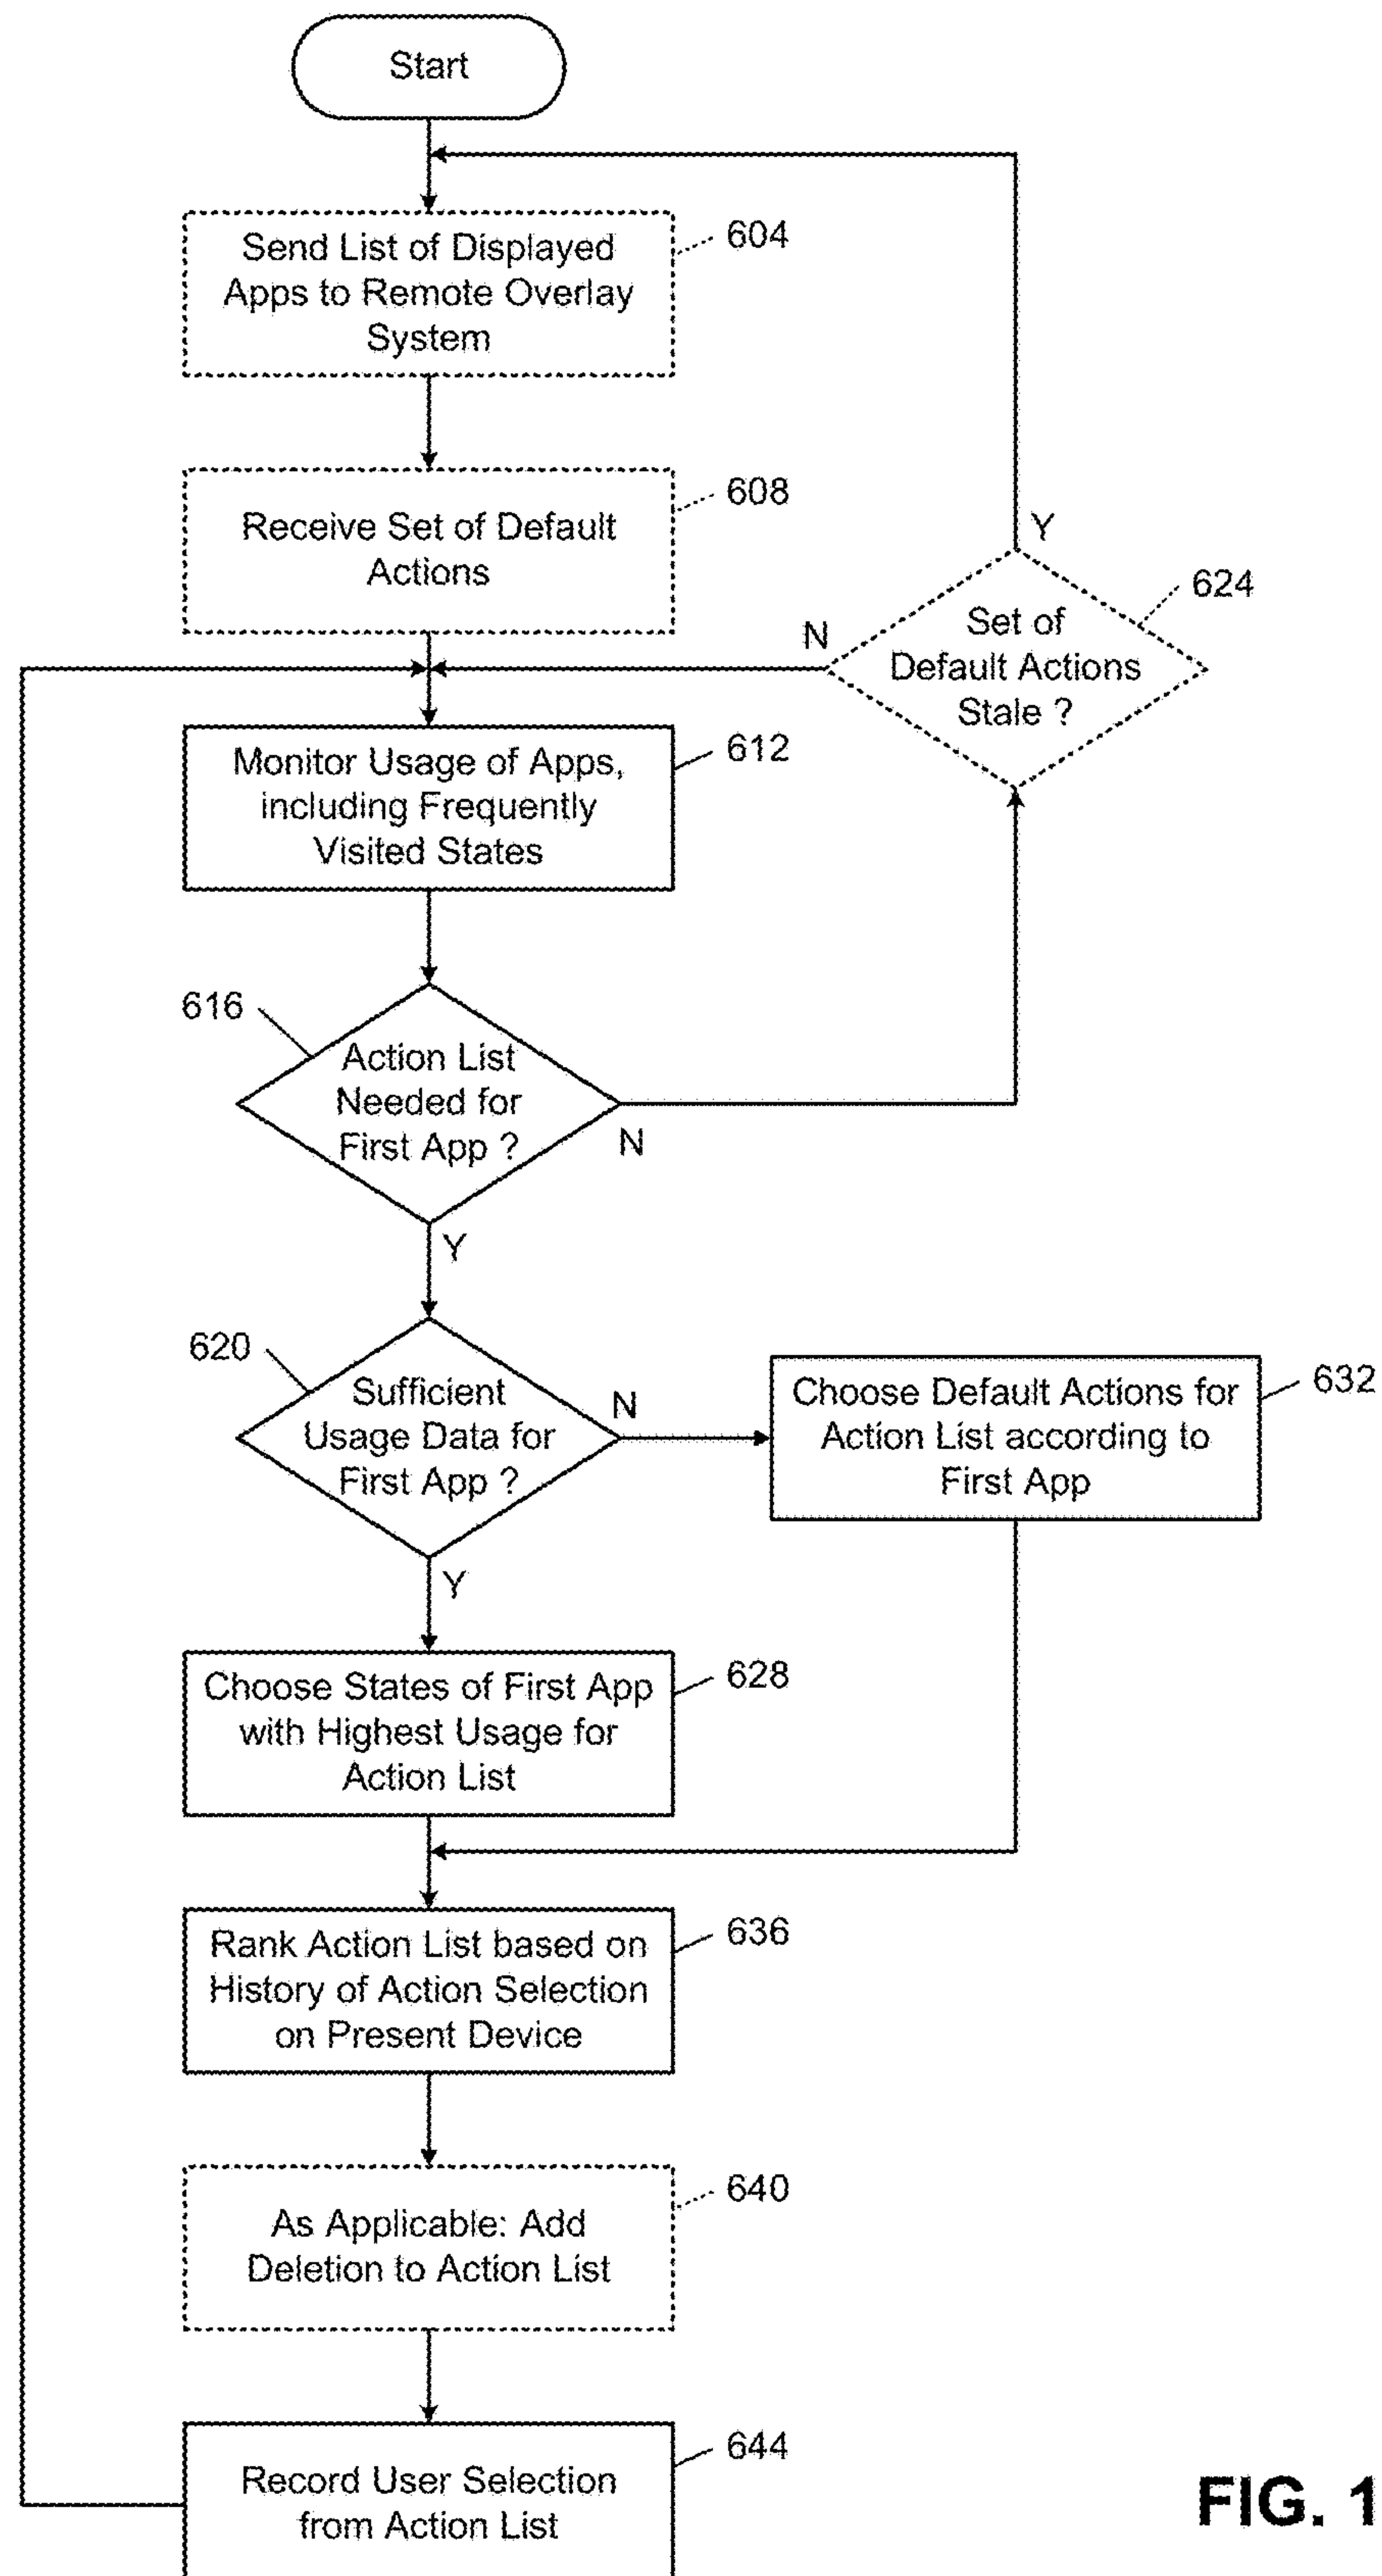 Start
Send List of Displayed
Apps to Remote Overlay
System
604
Receive Set of Default
Actions
608
Y
624
Set of
Default Actions
Stale ?
N
Monitor Usage of Apps,
including Frequently
Visited States
612
616
Action List
Needed for
First App ?
N
Y
620
Sufficient
Usage Data for
First App ?
N
Y
Choose Default Actions for
Action List according to
First App
632
Choose States of First App
with Highest Usage for
Action List
628
Rank Action List based on
History of Action Selection
on Present Device
636
As Applicable: Add
Deletion to Action List
640
Record User Selection
from Action List
644
FIG. 1